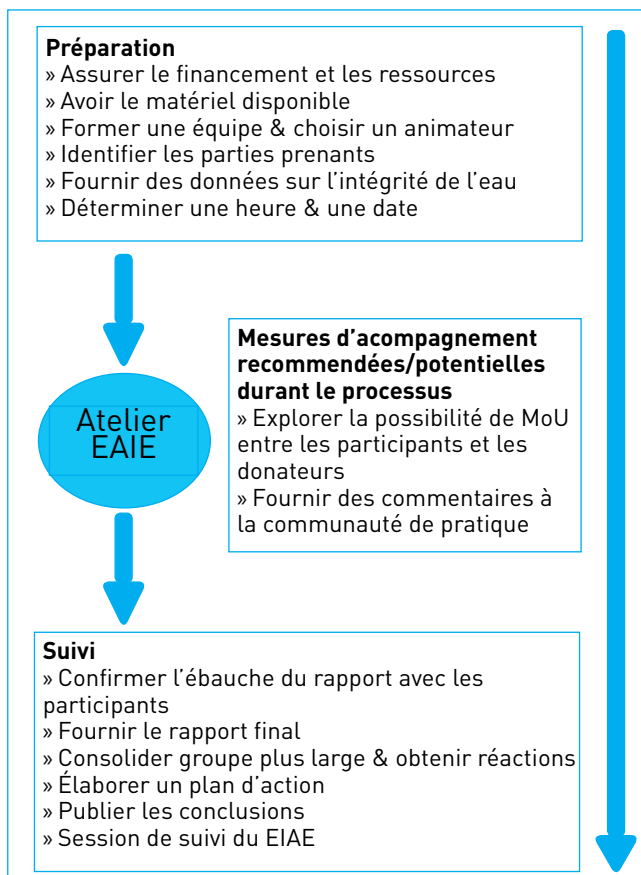 Préparation
» Assurer le financement et les ressources
» Avoir le matériel disponible
» Former une équipe & choisir un animateur
» Identifier les parties prenants
» Fournir des données sur l’intégrité de l’eau
» Déterminer une heure & une date
Atelier
EAIE
Mesures d’acompagnement
recommendées/potentielles
durant le processus
» Explorer la possibilité de MoU
entre les participants et les
donateurs
» Fournir des commentaires à
la communauté de pratique
Suivi
» Confirmer l’ébauche du rapport avec les
participants
» Fournir le rapport final
» Consolider groupe plus large & obtenir réactions
» Élaborer un plan d’action
» Publier les conclusions
» Session de suivi du EIAE